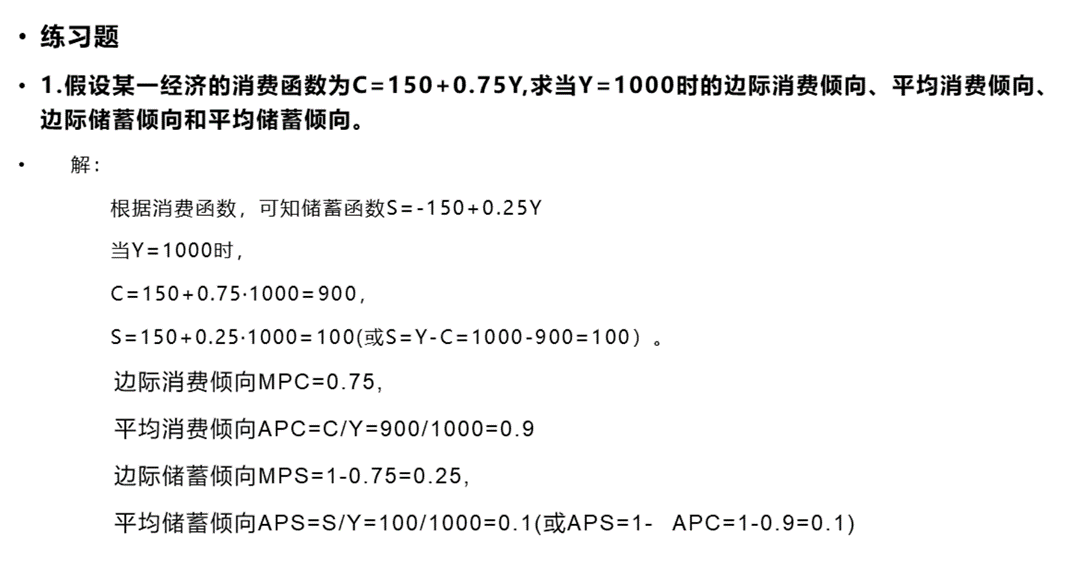 • 练习题
• 1.假设某一经济的消费函数为C=150+0.75Y,求当Y=1000时的边际消费倾向、平均消费倾向、
边际储蓄倾向和平均储蓄倾向。
• 解：
根据消费函数，可知储蓄函数S=-150+0.25Y
当Y=1000时，
C=150+0.75·1000=900，
S=150+0.25·1000=100(或S=Y-C=1000-900=100）。
边际消费倾向MPC=0.75,
平均消费倾向APC=C/Y=900/1000=0.9
边际储蓄倾向MPS=1-0.75=0.25,
平均储蓄倾向APS=S/Y=100/1000=0.1(或APS=1- APC=1-0.9=0.1)